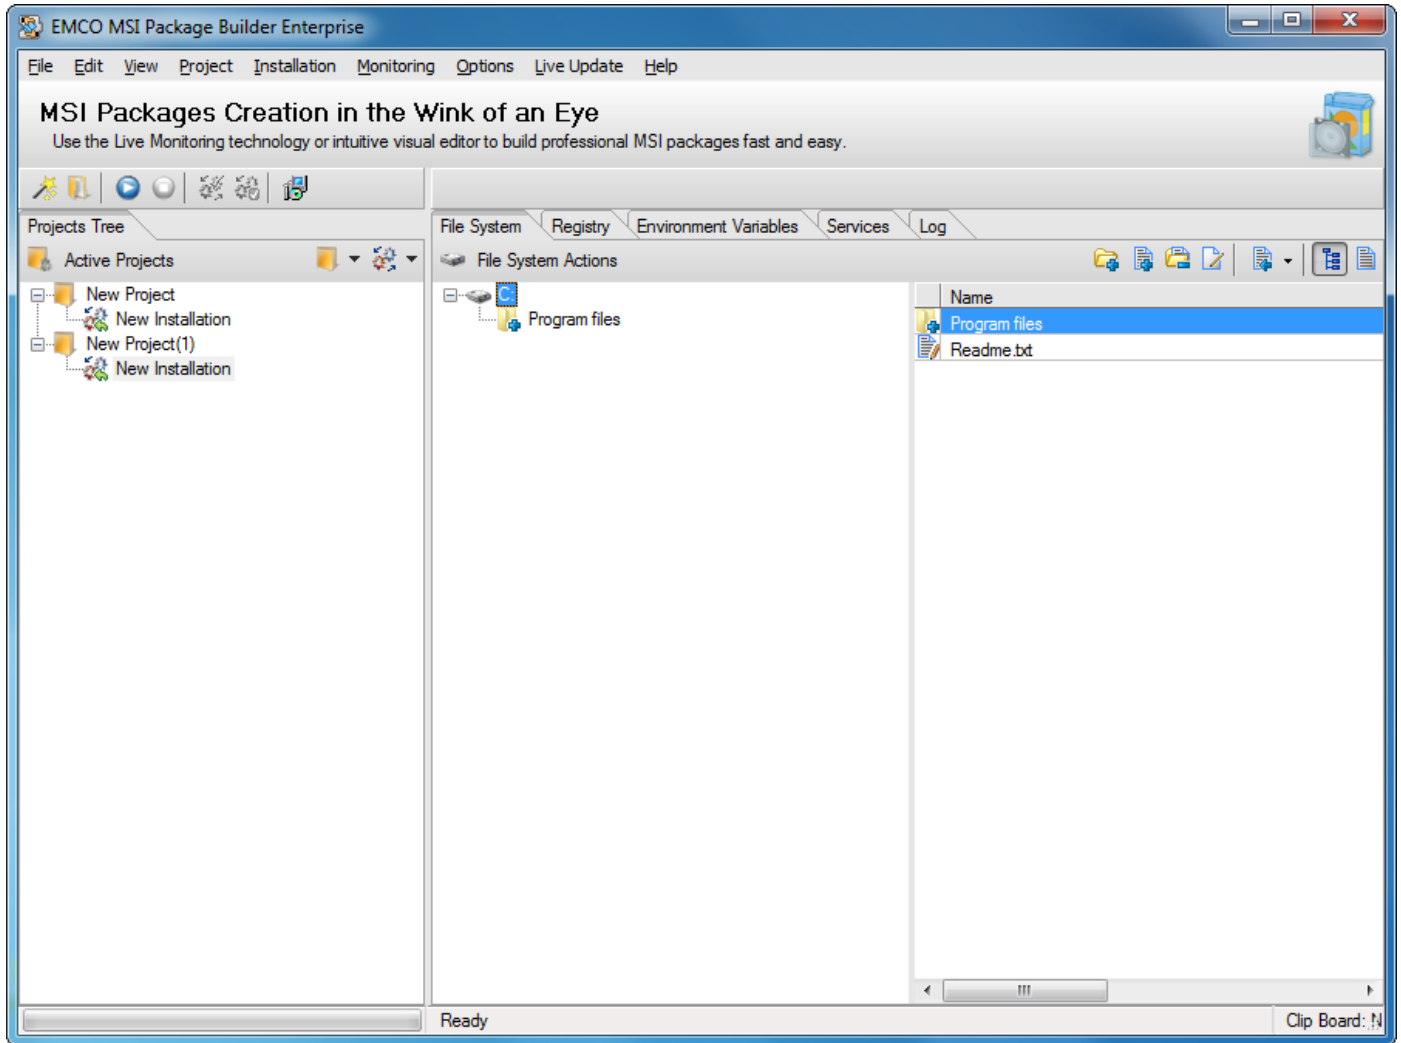 EMCO MSI Package Builder Enterprise
File Edit View Project Installation Monitoring Options Live Update Help
MSI Packages Creation in the Wink of an Eye
Use the Live Monitoring technology or intuitive visual editor to build professional MSI packages fast and easy.
Projects Tree
File System Registry Environment Variables Services Log
Active Projects
File System Actions
New Project
New Installation
New Project(1)
New Installation
C:
Program files
Name
Program files
Readme.txt
Ready
Clip Board: N